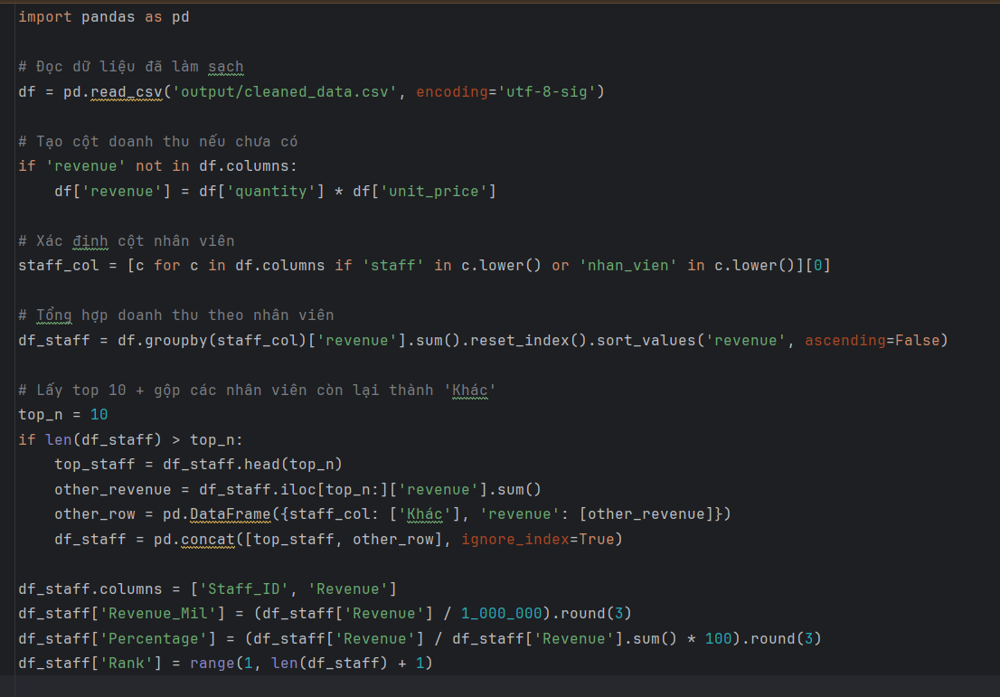 import pandas as pd
# Đọc dữ liệu đã làm sạch
df = pd.read_csv('output/cleaned_data.csv', encoding='utf-8-sig')
# Tạo cột doanh thu nếu chưa có
if 'revenue' not in df.columns:
    df['revenue'] = df['quantity'] * df['unit_price']
# Xác định cột nhân viên
staff_col = [c for c in df.columns if 'staff' in c.lower() or 'nhan_vien' in c.lower()][0]
# Tổng hợp doanh thu theo nhân viên
df_staff = df.groupby(staff_col)['revenue'].sum().reset_index().sort_values('revenue', ascending=False)
# Lấy top 10 + gộp các nhân viên còn lại thành 'Khác'
top_n = 10
if len(df_staff) > top_n:
    top_staff = df_staff.head(top_n)
    other_revenue = df_staff.iloc[top_n:]['revenue'].sum()
    other_row = pd.DataFrame({staff_col: ['Khác'], 'revenue': [other_revenue]})
    df_staff = pd.concat([top_staff, other_row], ignore_index=True)
df_staff.columns = ['Staff_ID', 'Revenue']
df_staff['Revenue_Mil'] = (df_staff['Revenue'] / 1_000_000).round(3)
df_staff['Percentage'] = (df_staff['Revenue'] / df_staff['Revenue'].sum() * 100).round(3)
df_staff['Rank'] = range(1, len(df_staff) + 1)